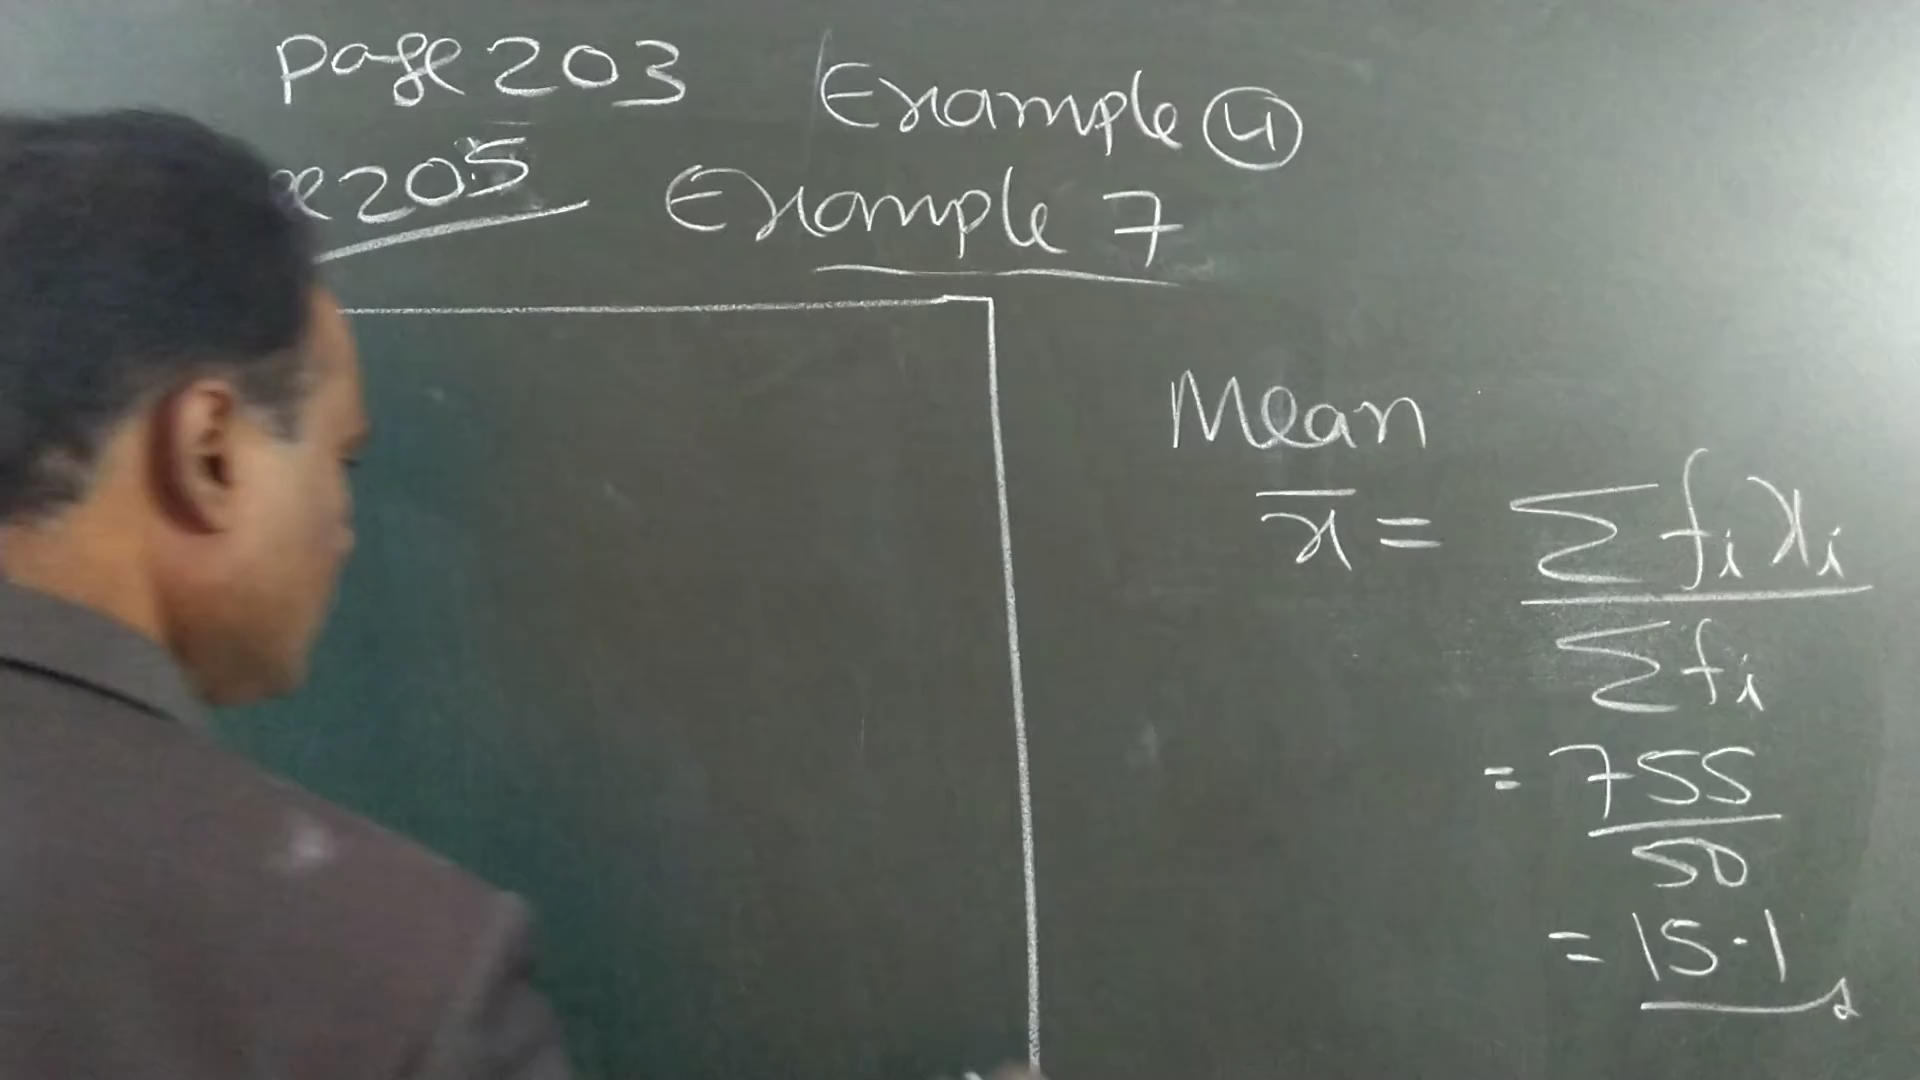 page 203 Example 4
205 Example 7
Mean
x̄ = Σfᵢxᵢ / Σfᵢ
= 755 / 50
= 15.1